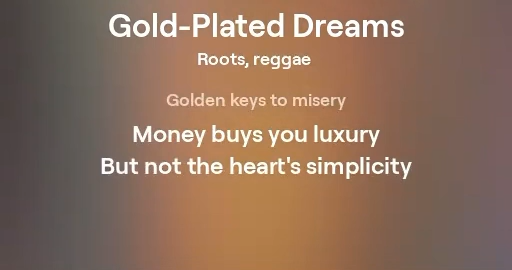 Gold-Plated Dreams
Roots, reggae
Golden keys to misery
Money buys you luxury
But not the heart's simplicity